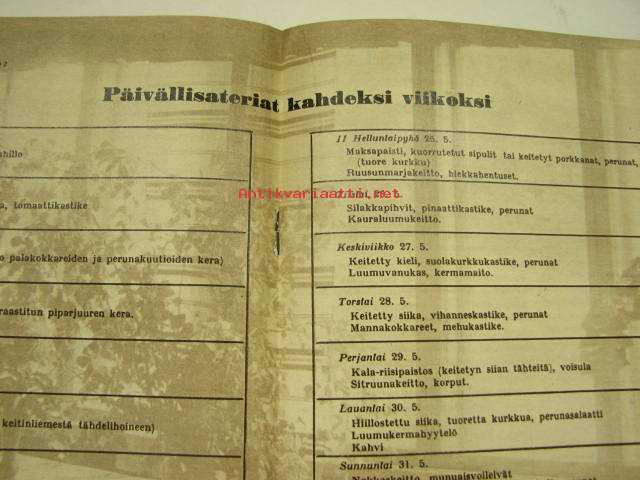 Päivällisateriat kahdeksi viikoksi
a, tomaattikastike
o palakokkareiden ja perunakuutioiden kera)
raastitun piparjuuren kera.
keitinliemestä tähdelihoineen)
II Helluntaipyhä 25. 5.
Maksapaisti, kuorrutetut sipulit tai keitetyt porkkanat, perunat,
(tuore kurkku)
Ruusunmarjakeitto, hiekkahentuset.
Antikvariaatti.net
Silakkapihvit, pinaattikastike, perunat
Kauraluumukeitto.
Keskiviikko 27. 5.
Keitetty kieli, suolakurkkukastike, perunat
Luumuvanukas, kermamaito.
Torstai 28. 5.
Keitetty siika, vihanneskastike, perunat
Mannakokkareet, mehukastike.
Perjantai 29. 5.
Kala-riisipaistos (keitetyn siian tähteitä), voisula
Sitruunakeitto, korput.
Lauantai 30. 5.
Hiillostettu siika, tuoretta kurkkua, perunasalaatti
Luumukermahyytelö
Kahvi
Sunnuntai 31. 5.